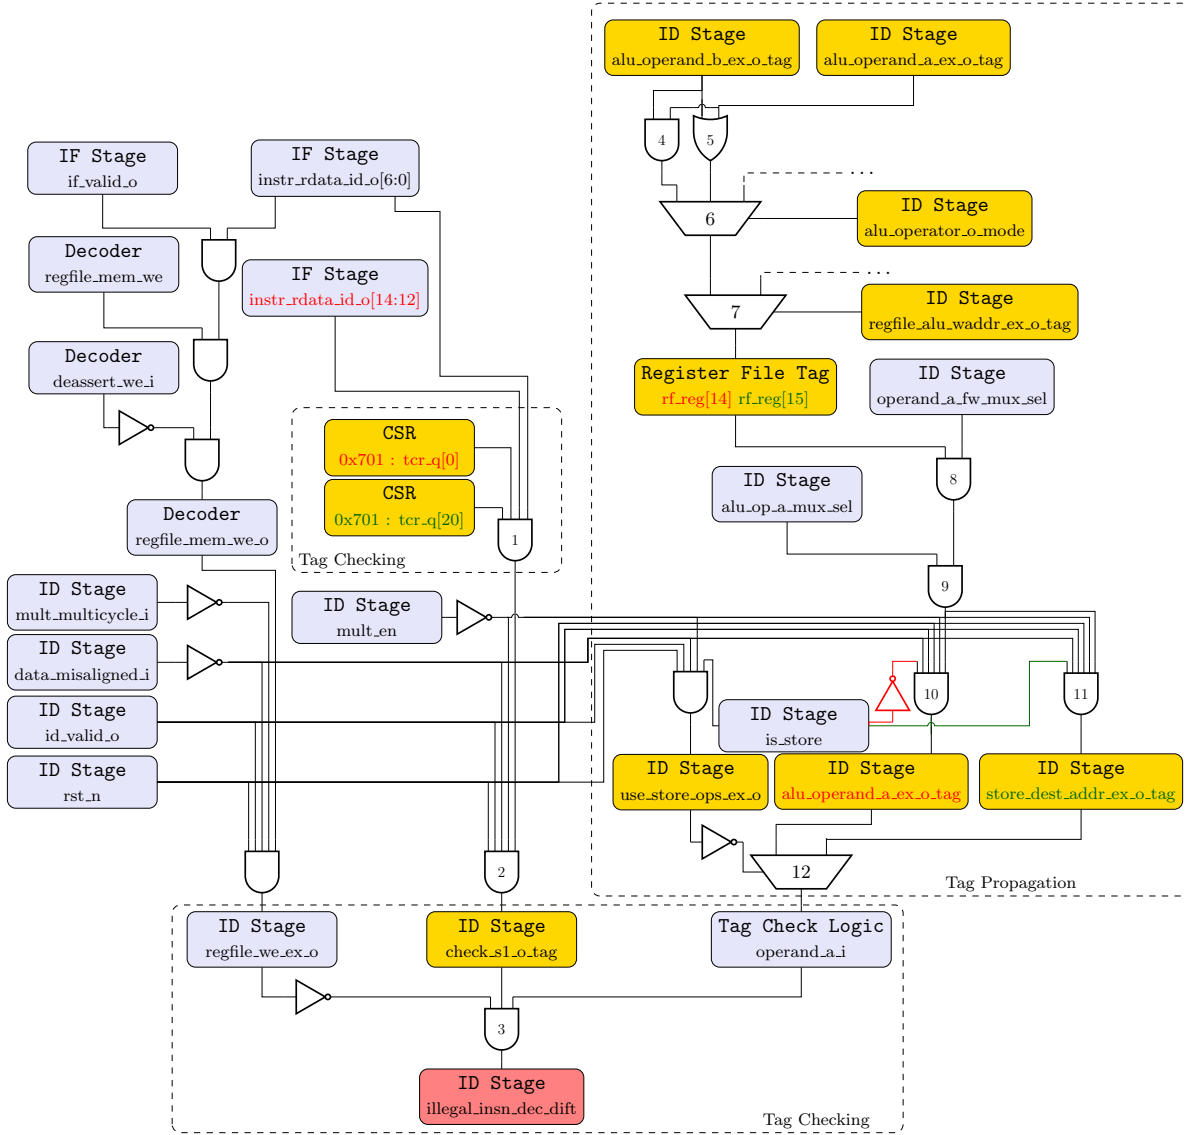 ID Stage
alu_operand_b_ex_o_tag
ID Stage
alu_operand_a_ex_o_tag
4
5
IF Stage
if_valid_o
IF Stage
instr_rdata_id_o[6:0]
...
6
ID Stage
alu_operator_o_mode
Decoder
regfile_mem_we
IF Stage
instr_rdata_id_o[14:12]
...
7
ID Stage
regfile_alu_waddr_ex_o_tag
Decoder
deassert_we_i
Register File Tag
rf_reg[14] rf_reg[15]
ID Stage
operand_a_fw_mux_sel
CSR
0x701 : tcr_q[0]
CSR
0x701 : tcr_q[20]
1
Tag Checking
8
ID Stage
alu_op_a_mux_sel
Decoder
regfile_mem_we_o
9
ID Stage
mult_multicycle_i
ID Stage
mult_en
ID Stage
data_misaligned_i
ID Stage
id_valid_o
10
11
ID Stage
is_store
ID Stage
rst_n
ID Stage
use_store_ops_ex_o
ID Stage
alu_operand_a_ex_o_tag
ID Stage
store_dest_addr_ex_o_tag
2
12
Tag Propagation
ID Stage
regfile_we_ex_o
ID Stage
check_s1_o_tag
Tag Check Logic
operand_a_i
3
ID Stage
illegal_insn_dec_dift
Tag Checking